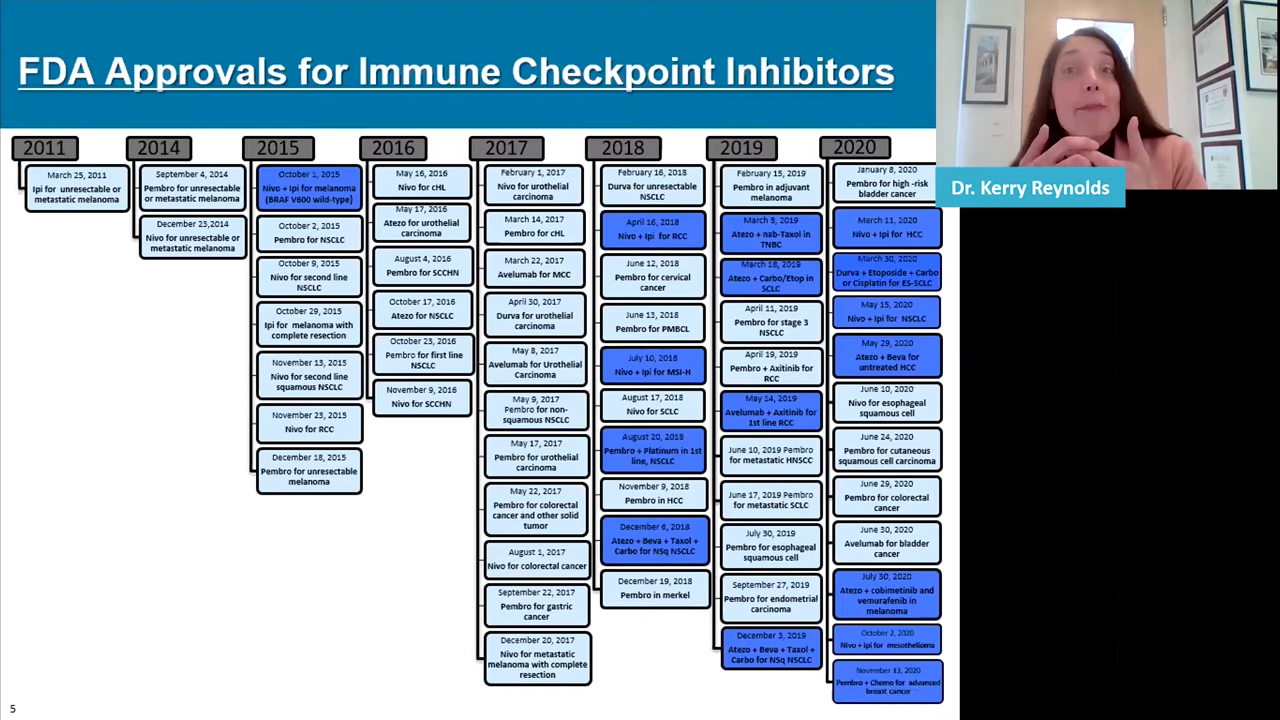 FDA Approvals for Immune Checkpoint Inhibitors
Dr. Kerry Reynolds
2011
March 25, 2011
Ipi for unresectable or
metastatic melanoma
2014
September 4, 2014
Pembro for unresectable
or metastatic melanoma
December 23,2014
Nivo for unresectable or
metastatic melanoma
2015
October 1, 2015
Nivo + Ipi for melanoma
(BRAF V600 wild-type)
October 2, 2015
Pembro for NSCLC
October 9, 2015
Nivo for second line
NSCLC
October 29, 2015
Ipi for melanoma with
complete resection
November 13, 2015
Nivo for second line
squamous NSCLC
November 23, 2015
Nivo for RCC
December 18, 2015
Pembro for unresectable
melanoma
2016
May 16, 2016
Nivo for cHL
May 17, 2016
Atezo for urothelial
carcinoma
August 4, 2016
Pembro for SCCHN
October 17, 2016
Atezo for NSCLC
October 23, 2016
Pembro for first line
NSCLC
November 9, 2016
Nivo for SCCHN
2017
February 1, 2017
Nivo for urothelial
carcinoma
March 14, 2017
Pembro for cHL
March 22, 2017
Avelumab for MCC
April 30, 2017
Durva for urothelial
carcinoma
May 8, 2017
Avelumab for Urothelial
Carcinoma
May 9, 2017
Pembro for non-
squamous NSCLC
May 17, 2017
Pembro for urothelial
carcinoma
May 22, 2017
Pembro for colorectal
cancer and other solid
tumor
August 1, 2017
Nivo for colorectal cancer
September 22, 2017
Pembro for gastric
cancer
December 20, 2017
Nivo for metastatic
melanoma with complete
resection
2018
February 16, 2018
Durva for unresectable
NSCLC
April 16, 2018
Nivo + Ipi for RCC
June 12, 2018
Pembro for cervical
cancer
June 13, 2018
Pembro for PMBCL
July 10, 2018
Nivo + Ipi for MSI-H
August 17, 2018
Nivo for SCLC
August 20, 2018
Pembro + Platinum in 1st
line, NSCLC
November 9, 2018
Pembro in HCC
December 6, 2018
Atezo + Beva + Taxol +
Carbo for NSq NSCLC
December 19, 2018
Pembro in merkel
2019
February 15, 2019
Pembro in adjuvant
melanoma
March 5, 2019
Atezo + nab-Taxol in
TNBC
March 18, 2019
Atezo + Carbo/Etop in
SCLC
April 11, 2019
Pembro for stage 3
NSCLC
April 19, 2019
Pembro + Axitinib for
RCC
May 14, 2019
Avelumab + Axitinib for
1st line RCC
June 10, 2019 Pembro
for metastatic HNSCC
June 17, 2019 Pembro
for metastatic SCLC
July 30, 2019
Pembro for esophageal
squamous cell
September 27, 2019
Pembro for endometrial
carcinoma
December 3, 2019
Atezo + Beva + Taxol +
Carbo for NSq NSCLC
2020
January 8, 2020
Pembro for high -risk
bladder cancer
March 11, 2020
Nivo + Ipi for HCC
March 30, 2020
Durva + Etoposide + Carbo
or Cisplatin for ES-SCLC
May 15, 2020
Nivo + Ipi for NSCLC
May 29, 2020
Atezo + Beva for
untreated HCC
June 10, 2020
Nivo for esophageal
squamous cell
June 24, 2020
Pembro for cutaneous
squamous cell carcinoma
June 29, 2020
Pembro for colorectal
cancer
June 30, 2020
Avelumab for bladder
cancer
July 30, 2020
Atezo + cobimetinib and
vemurafenib in
melanoma
October 2, 2020
Nivo + Ipi for mesothelioma
November 13, 2020
Pembro + Chemo for advanced
breast cancer
5